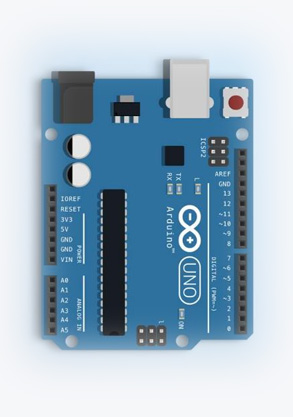 ICSP2
RX
TX
L
AREF
GND
13
12
~11
~10
~9
8
7
~6
~5
4
~3
2
1
0
DIGITAL (PWM=~)
IOREF
RESET
3V3
5V
GND
GND
VIN
POWER
A0
A1
A2
A3
A4
A5
ANALOG IN
Arduino™
UNO
ON
L